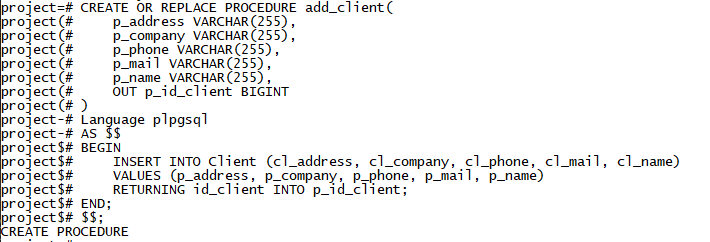 project=# CREATE OR REPLACE PROCEDURE add_client(
project(#     p_address VARCHAR(255),
project(#     p_company VARCHAR(255),
project(#     p_phone VARCHAR(255),
project(#     p_mail VARCHAR(255),
project(#     p_name VARCHAR(255),
project(#     OUT p_id_client BIGINT
project(# )
project-# Language plpgsql
project-# AS $$
project$# BEGIN
project$#     INSERT INTO Client (cl_address, cl_company, cl_phone, cl_mail, cl_name)
project$#     VALUES (p_address, p_company, p_phone, p_mail, p_name)
project$#     RETURNING id_client INTO p_id_client;
project$# END;
project$# $$;
CREATE PROCEDURE